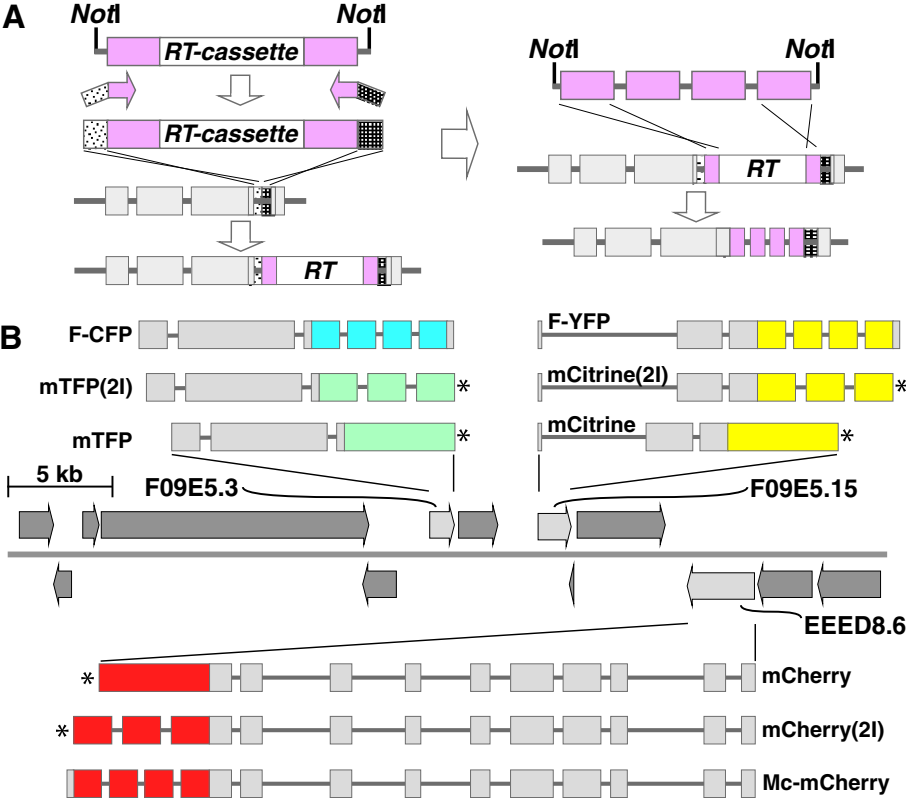 A
NotI NotI
RT-cassette
RT-cassette
RT
NotI NotI
RT
RT
B
F-CFP
mTFP(2I)
*
mTFP
*
F-YFP
mCitrine(2I)
*
mCitrine
*
5 kb
F09E5.3
F09E5.15
EEED8.6
* mCherry
* mCherry(2I)
Mc-mCherry